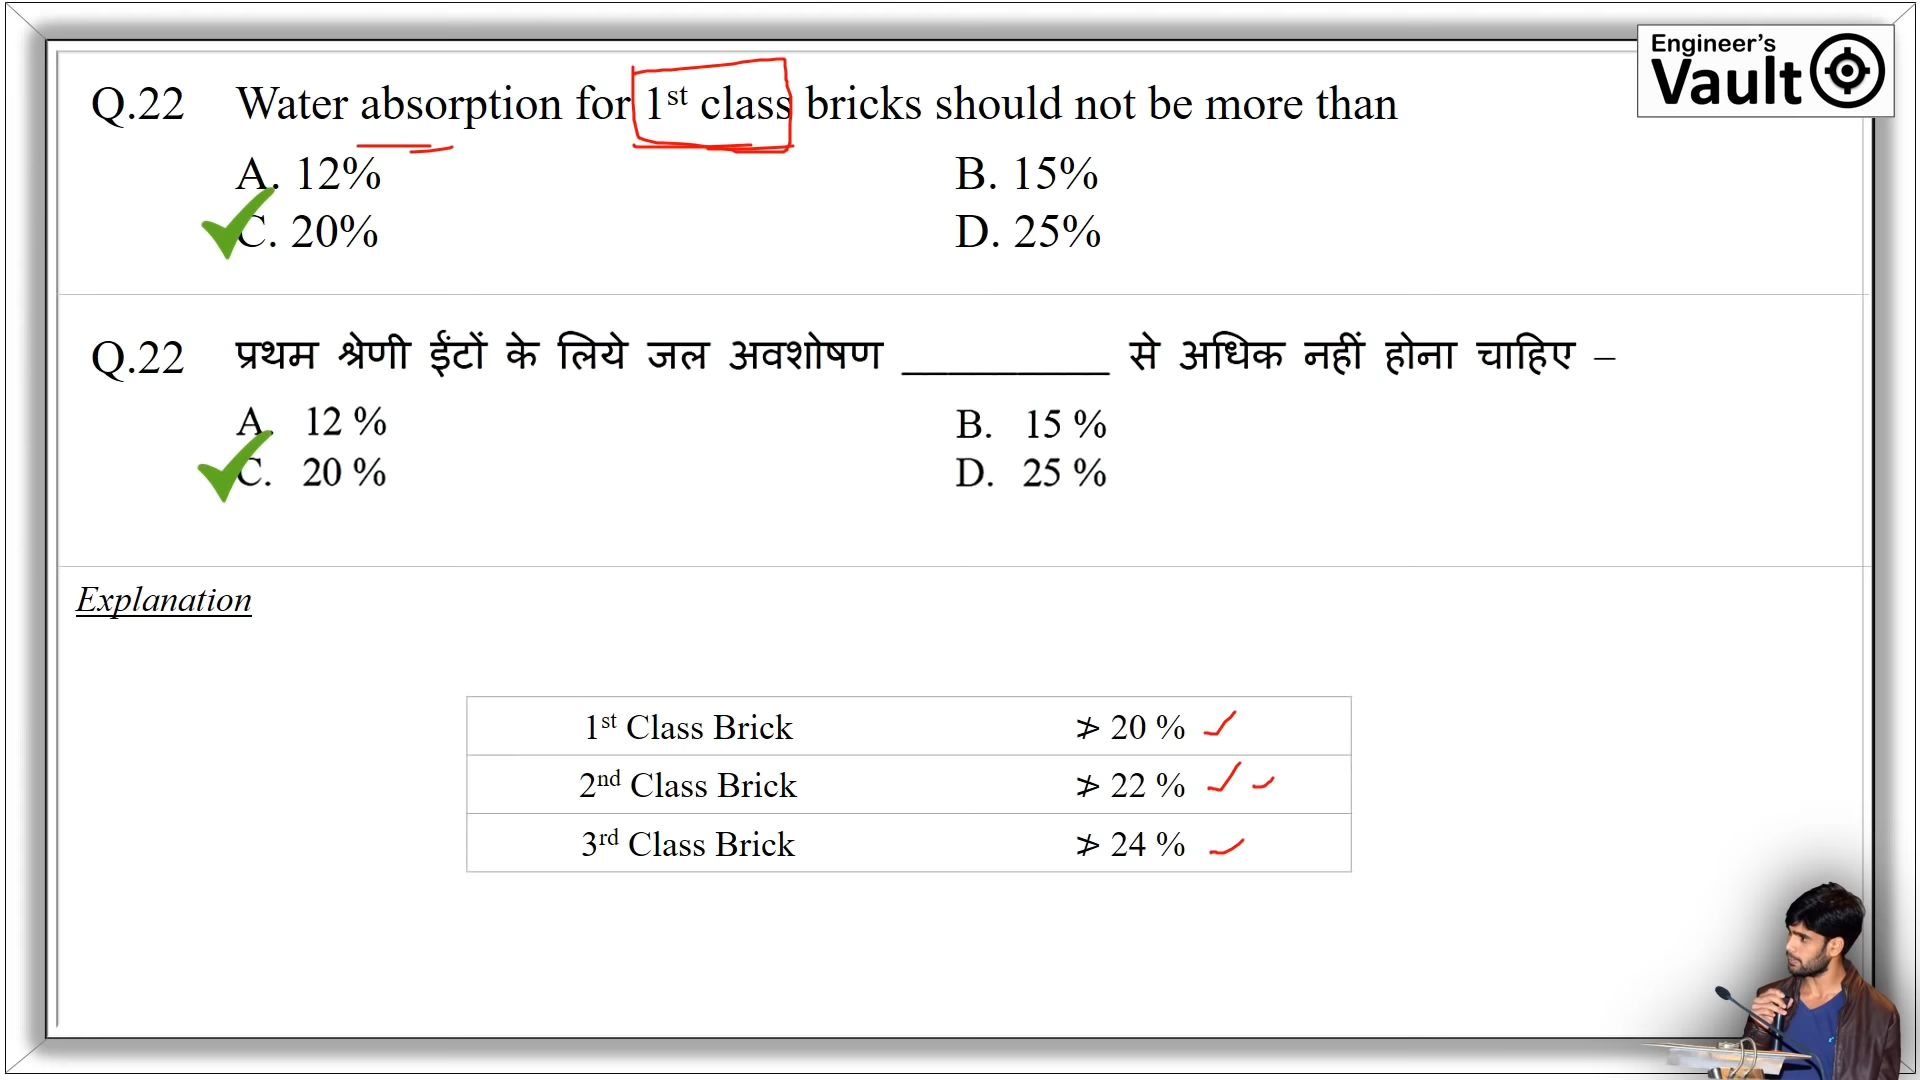 Engineer's
Vault
Q.22 Water absorption for 1st class bricks should not be more than
A. 12% B. 15%
C. 20% D. 25%
Q.22 प्रथम श्रेणी ईंटों के लिये जल अवशोषण __________ से अधिक नहीं होना चाहिए –
A. 12 % B. 15 %
C. 20 % D. 25 %
Explanation
1st Class Brick ≯ 20 %
2nd Class Brick ≯ 22 %
3rd Class Brick ≯ 24 %